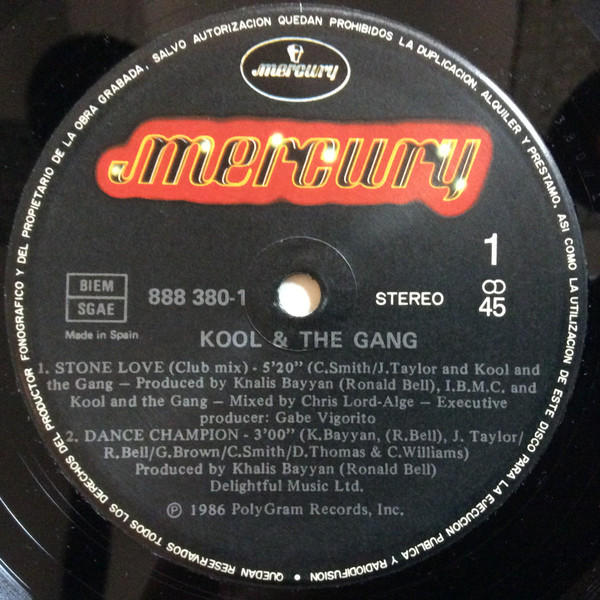 QUEDAN RESERVADOS TODOS LOS DERECHOS DEL PRODUCTOR FONOGRAFICO Y DEL PROPIETARIO DE LA OBRA GRABADA, SALVO AUTORIZACION QUEDAN PROHIBIDOS LA DUPLICACION, ALQUILER Y PRESTAMO, ASI COMO LA UTILIZACION DE ESTE DISCO PARA LA EJECUCION PUBLICA Y RADIODIFUSION •
mercury
mercury
1
BIEM
SGAE
888 380-1
STEREO
45
Made in Spain
KOOL & THE GANG
1. STONE LOVE (Club mix) - 5'20" (C.Smith/J.Taylor and Kool and
the Gang — Produced by Khalis Bayyan (Ronald Bell), I.B.M.C, and
Kool and the Gang — Mixed by Chris Lord-Alge — Executive
producer: Gabe Vigorito
2. DANCE CHAMPION - 3'00" (K.Bayyan, (R.Bell), J. Taylor/
R.Bell/G.Brown/C.Smith/D.Thomas & C.Williams)
Produced by Khalis Bayyan (Ronald Bell)
Delightful Music Ltd.
℗ 1986 PolyGram Records, Inc.